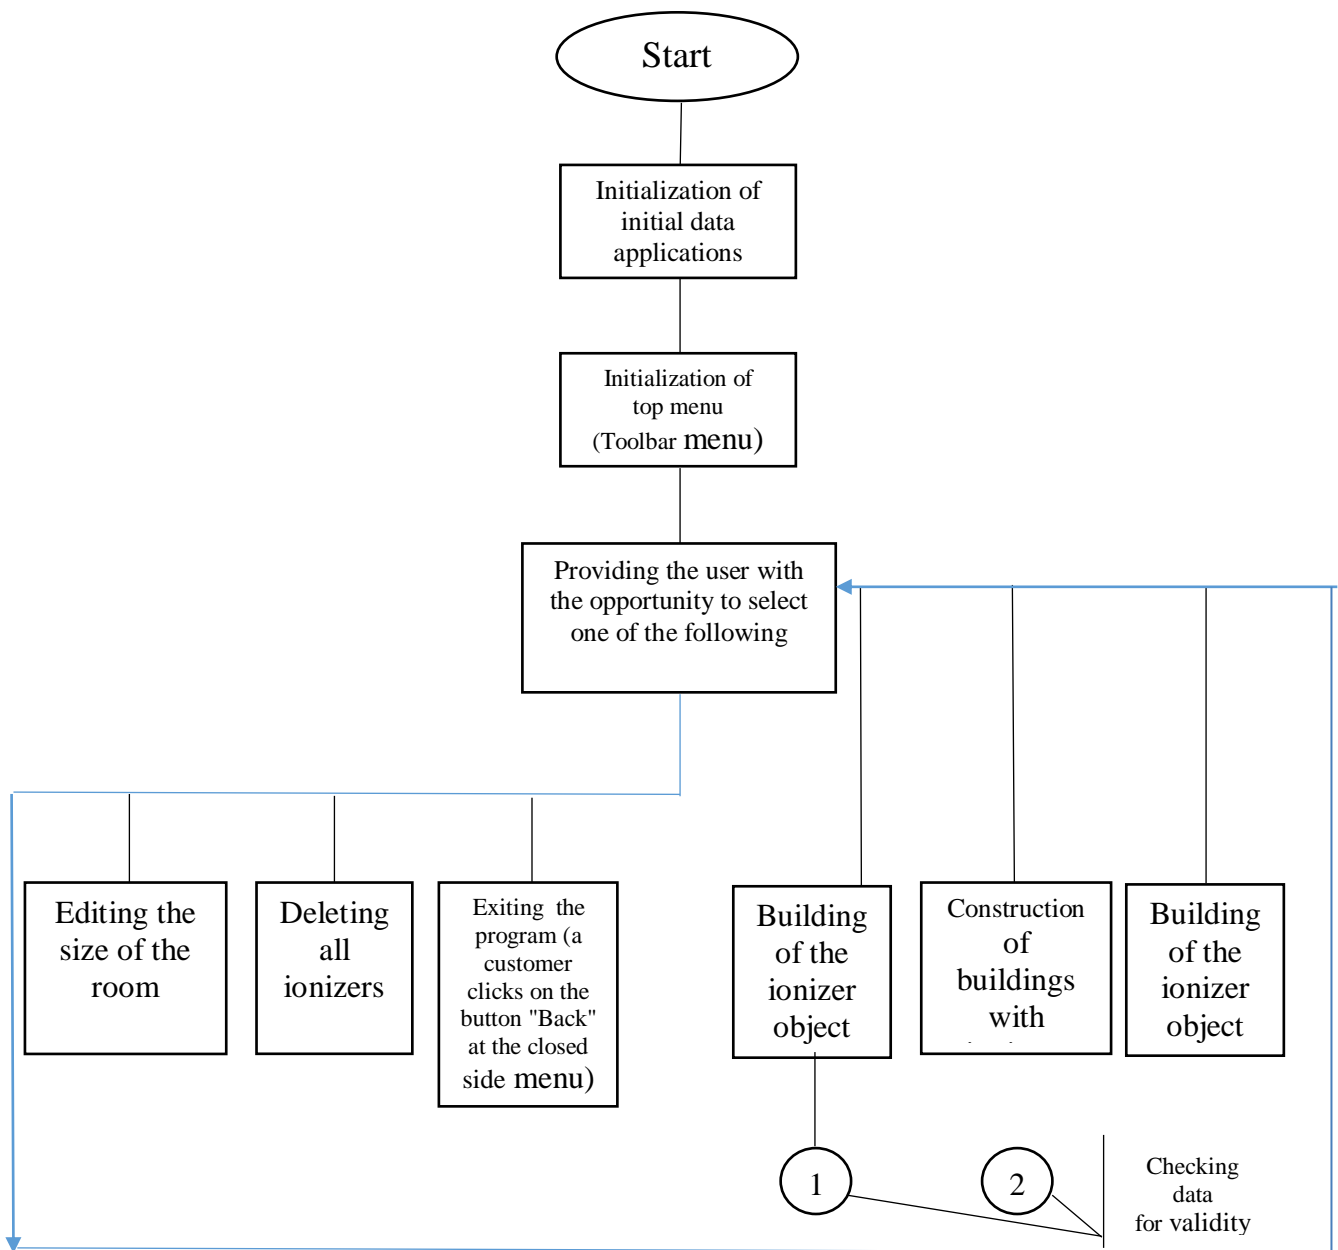 Start
Initialization of
initial data
applications
Initialization of
top menu
(Toolbar menu)
Providing the user with
the opportunity to select
one of the following
Editing the
size of the
room
Deleting
all
ionizers
Exiting the
program (a
customer
clicks on the
button "Back"
at the closed
side menu)
Building
of the
ionizer
object
Construction
of
buildings
with
Building
of the
ionizer
object
1
2
Checking
data
for validity